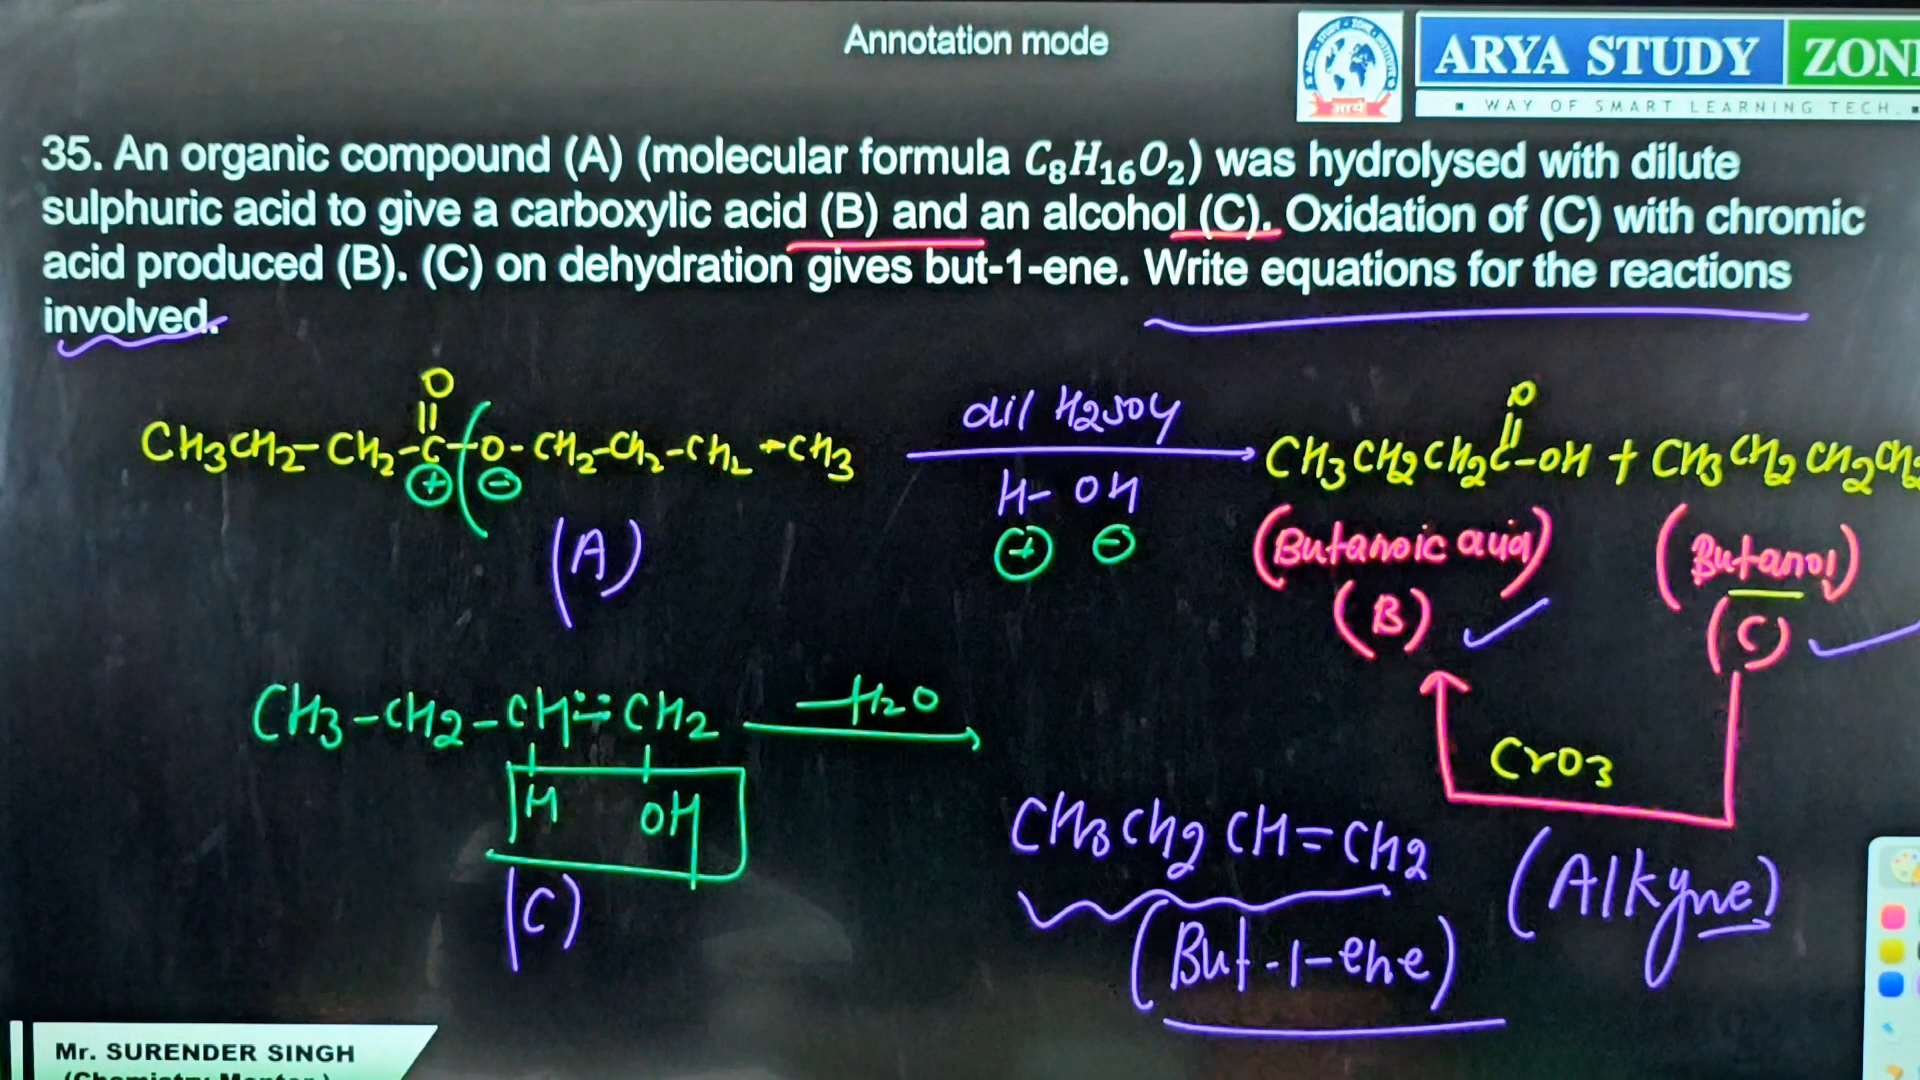 Annotation mode
ARYA STUDY ZON
▪ WAY OF SMART LEARNING TECH. ▪
35. An organic compound (A) (molecular formula C₈H₁₆O₂) was hydrolysed with dilute
sulphuric acid to give a carboxylic acid (B) and an alcohol (C). Oxidation of (C) with chromic
acid produced (B). (C) on dehydration gives but-1-ene. Write equations for the reactions
involved.
O
||
CH3CH2-CH2-C-O-CH2-CH2-CH2-CH3
⊕ ⊖
(A)
dil H2SO4
H- OH
⊕ ⊖
O
||
CH3CH2CH2C-OH + CH3CH2CH2CH2
(Butanoic acid) (Butanol)
(B) (C)
CrO3
CH3-CH2-CH=CH2 -H2O
H OH
(C)
CH3CH2CH=CH2
(But-1-ene)
(Alkyne)
Mr. SURENDER SINGH
(Chemistry Mentor)